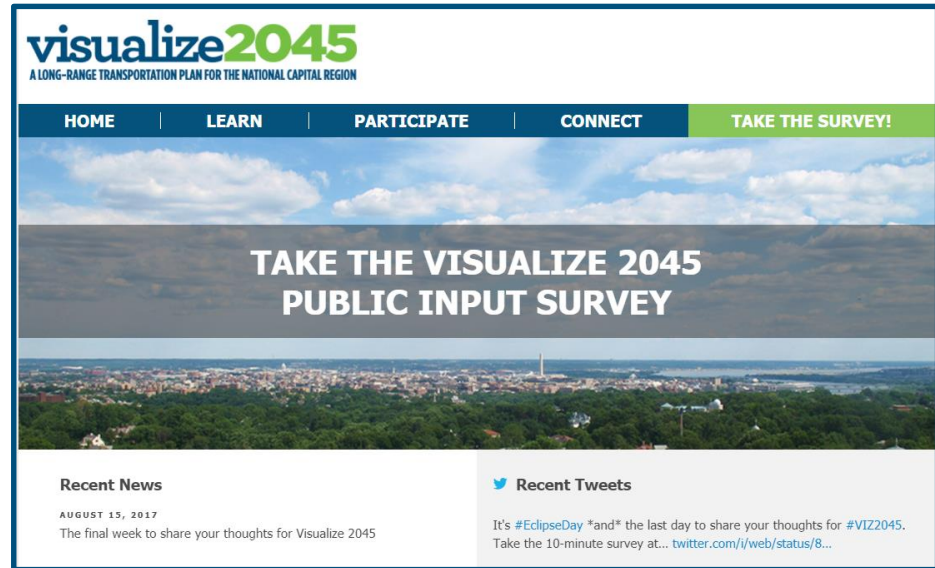 visualize2045
A LONG-RANGE TRANSPORTATION PLAN FOR THE NATIONAL CAPITAL REGION
HOME LEARN PARTICIPATE CONNECT TAKE THE SURVEY!
TAKE THE VISUALIZE 2045
PUBLIC INPUT SURVEY
Recent News
AUGUST 15, 2017
The final week to share your thoughts for Visualize 2045
Recent Tweets
It's #EclipseDay *and* the last day to share your thoughts for #VIZ2045.
Take the 10-minute survey at... twitter.com/i/web/status/8...